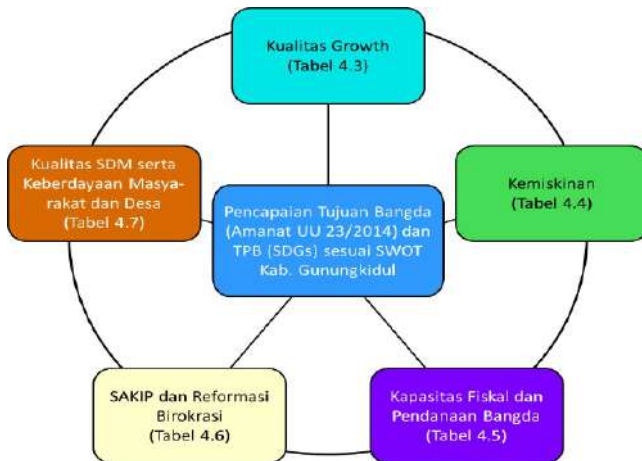 Kualitas Growth
(Tabel 4.3)
Kualitas SDM serta
Keberdayaan Masya-
rakat dan Desa
(Tabel 4.7)
Kemiskinan
(Tabel 4.4)
Pencapaian Tujuan Bangda
(Amanat UU 23/2014) dan
TPB (SDGs) sesuai SWOT
Kab. Gunungkidul
SAKIP dan Reformasi
Birokrasi
(Tabel 4.6)
Kapasitas Fiskal dan
Pendanaan Bangda
(Tabel 4.5)